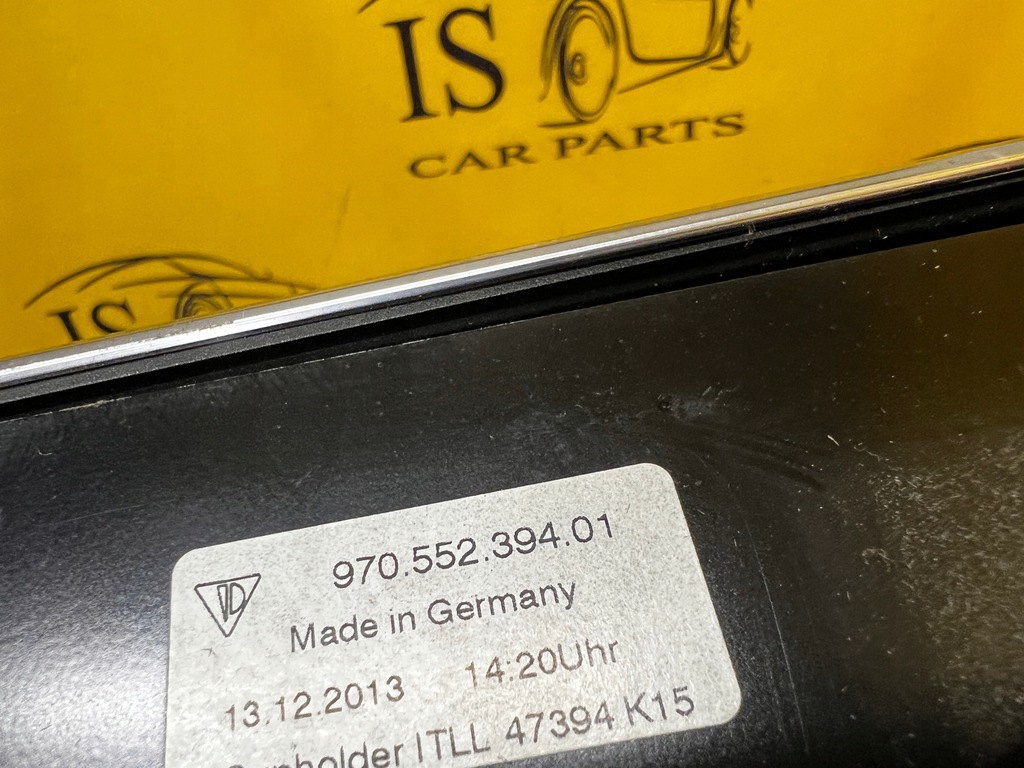 IS
CAR PARTS
IS
970.552.394.01
Made in Germany
13.12.2013 14:20Uhr
ITLL 47394 K15